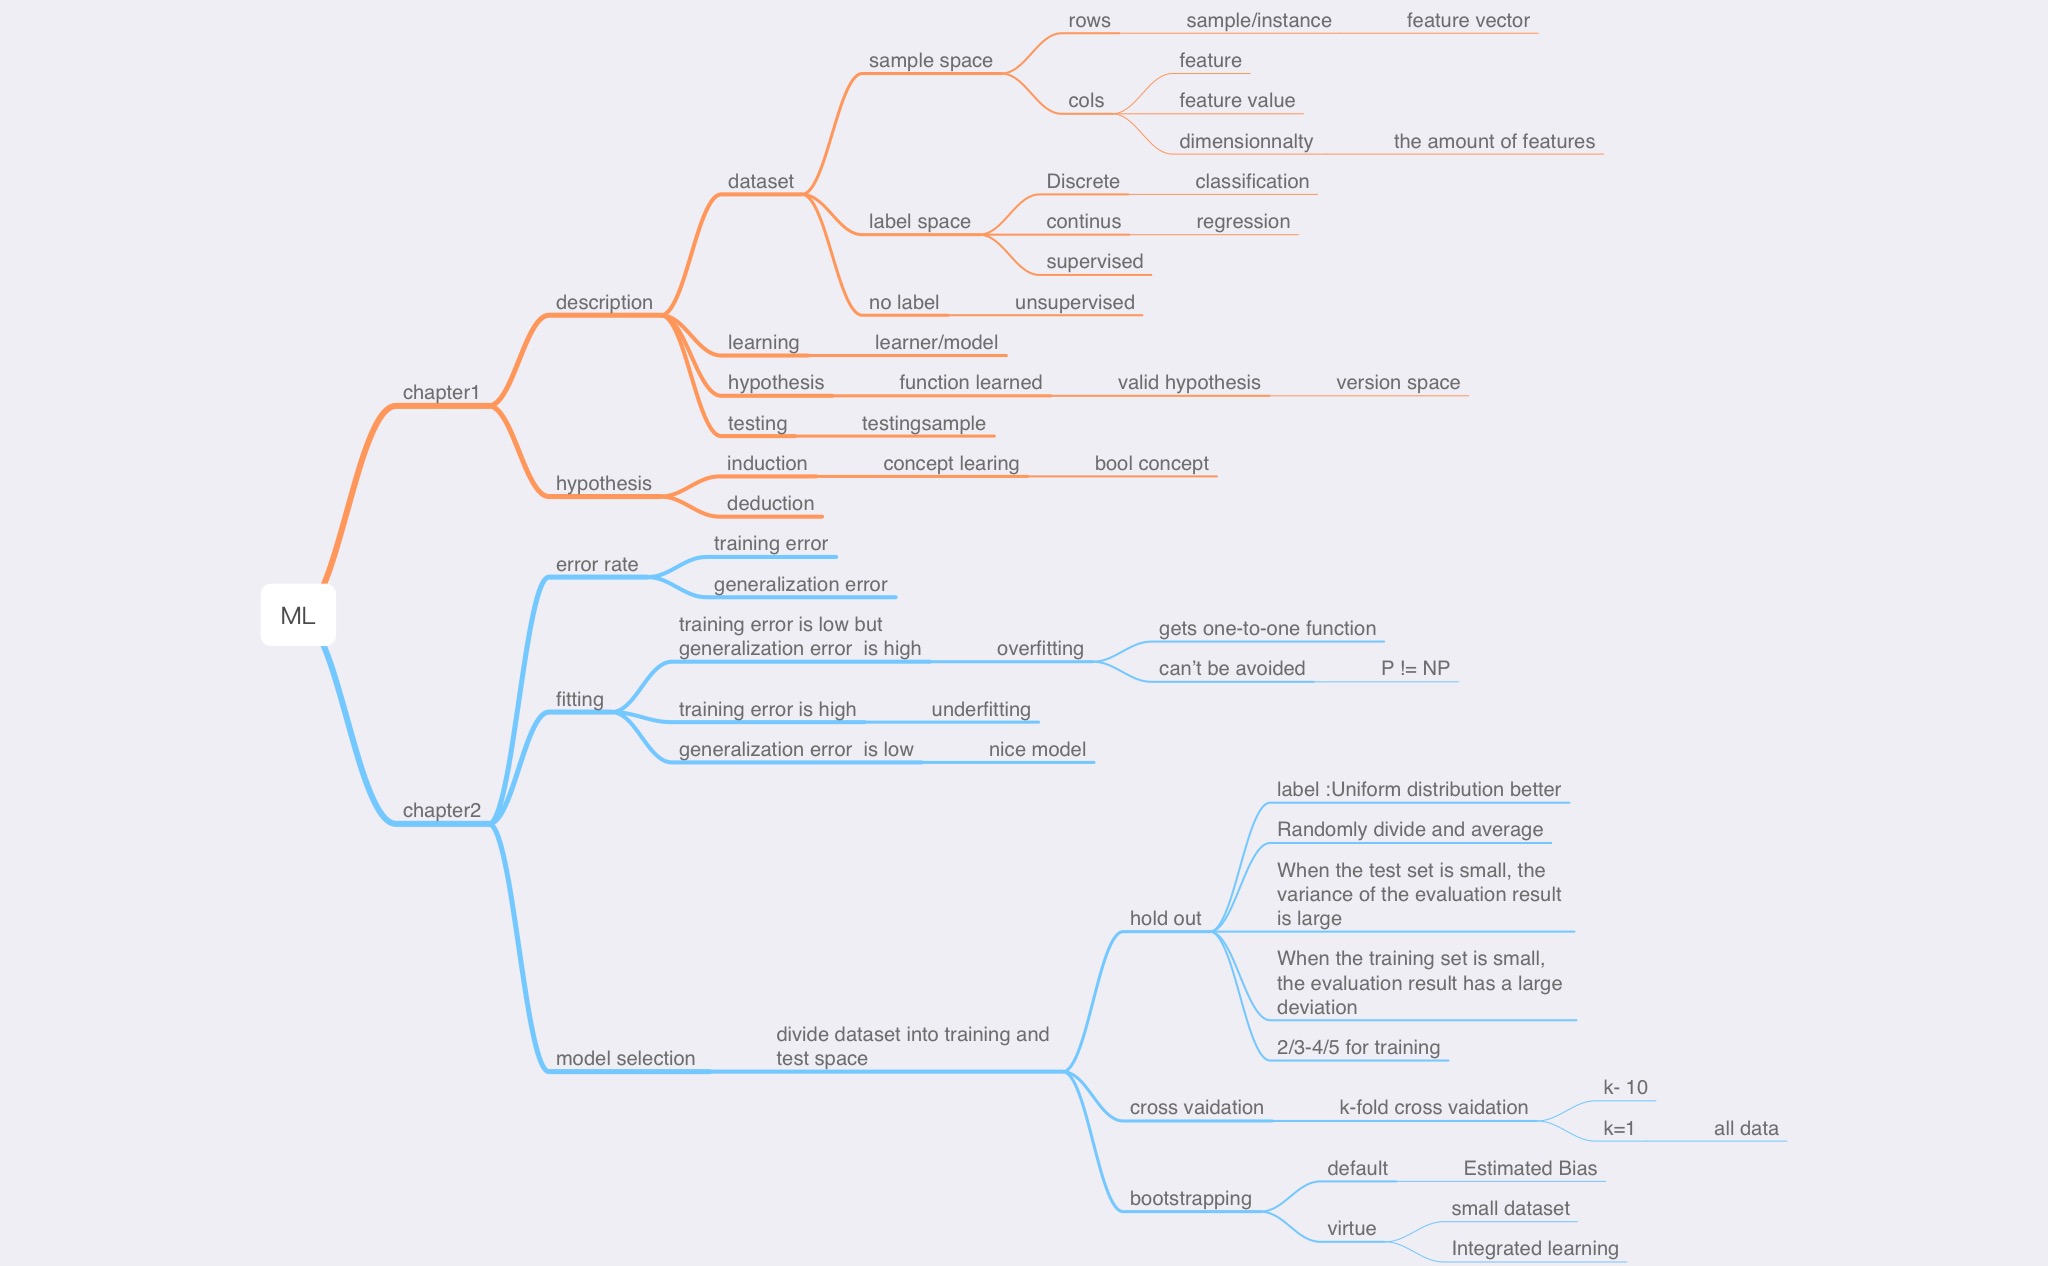 rows
sample/instance
feature vector
sample space
feature
cols
feature value
dimensionnalty
the amount of features
dataset
Discrete
classification
label space
continus
regression
supervised
description
no label
unsupervised
learning
learner/model
chapter1
hypothesis
function learned
valid hypothesis
version space
testing
testingsample
hypothesis
induction
concept learing
bool concept
deduction
ML
error rate
training error
generalization error
training error is low but
generalization error  is high
overfitting
gets one-to-one function
can’t be avoided
P != NP
fitting
training error is high
underfitting
generalization error  is low
nice model
chapter2
label :Uniform distribution better
Randomly divide and average
When the test set is small, the
variance of the evaluation result
is large
hold out
When the training set is small,
the evaluation result has a large
deviation
2/3-4/5 for training
model selection
divide dataset into training and
test space
cross vaidation
k-fold cross vaidation
k- 10
k=1
all data
bootstrapping
default
Estimated Bias
virtue
small dataset
Integrated learning